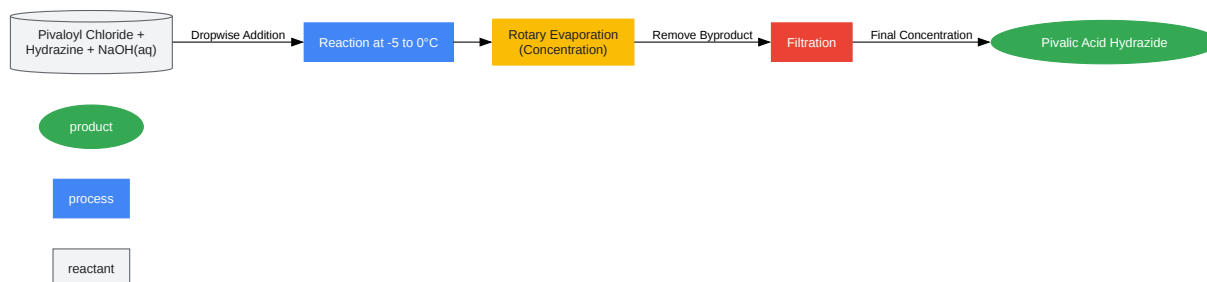 Pivaloyl Chloride +
Hydrazine + NaOH(aq)
Dropwise Addition
Reaction at -5 to 0°C
Rotary Evaporation
(Concentration)
Remove Byproduct
Filtration
Final Concentration
Pivalic Acid Hydrazide
product
process
reactant